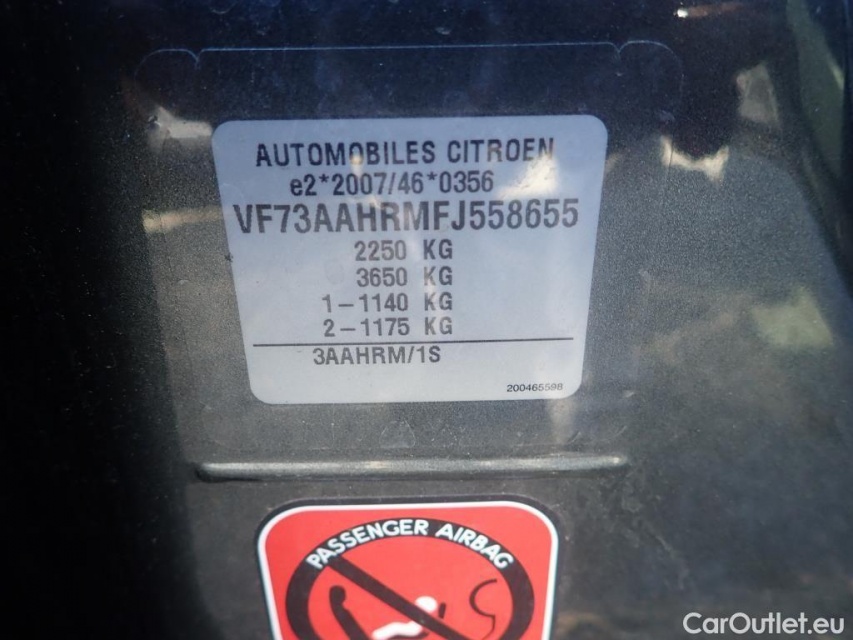 AUTOMOBILES CITROEN
e2*2007/46*0356
VF73AAHRMFJ558655
2250 KG
3650 KG
1-1140 KG
2-1175 KG
3AAHRM/1S
200465598
PASSENGER AIRBAG
CarOutlet.eu